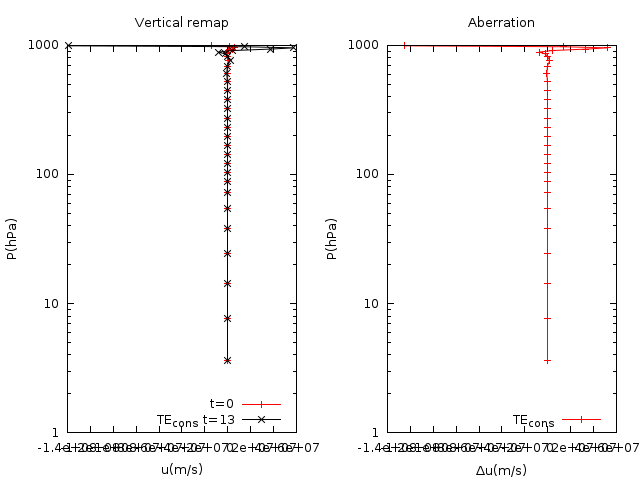 Vertical remap
Aberration
1000
100
10
1
P(hPa)
t=0
TEcons t=13
u(m/s)
1000
100
10
1
P(hPa)
TEcons
Δu(m/s)